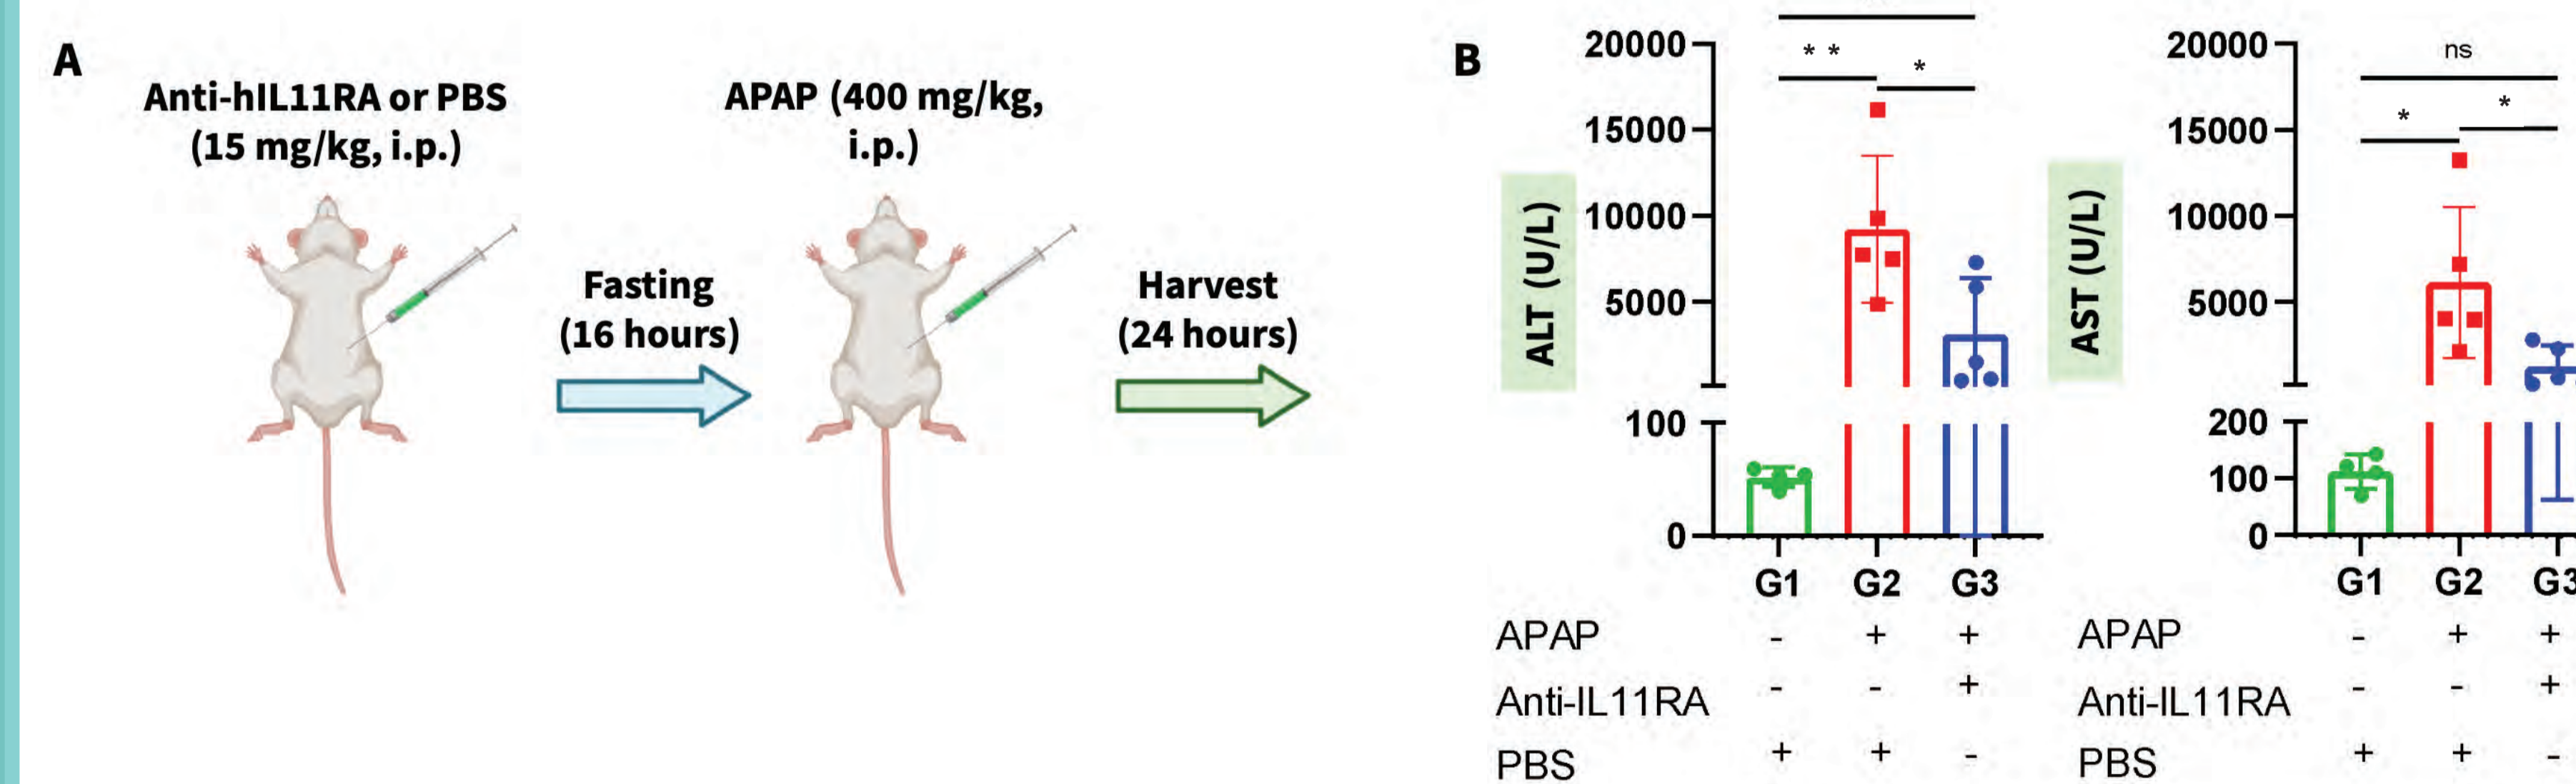 A
Anti-hIL11RA or PBS
(15 mg/kg, i.p.)
Fasting
(16 hours)
APAP (400 mg/kg,
i.p.)
Harvest
(24 hours)
B
ALT (U/L)
20000
15000
10000
5000
100
0
* *
*
G1 G2 G3
APAP - + +
Anti-IL11RA - - +
PBS + + -
AST (U/L)
20000
15000
10000
5000
200
100
0
ns
*
*
G1 G2 G3
APAP - + +
Anti-IL11RA - - +
PBS + + -